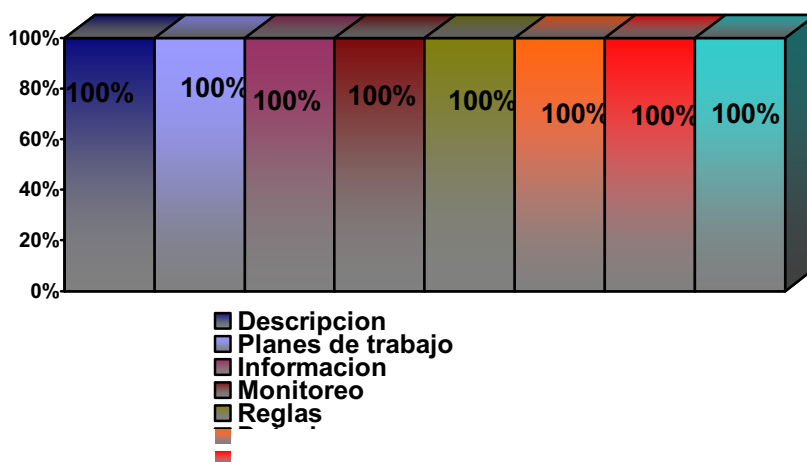 100%
80%
60%
40%
20%
0%
100% 100% 100% 100% 100% 100% 100% 100%
Descripcion
Planes de trabajo
Informacion
Monitoreo
Reglas